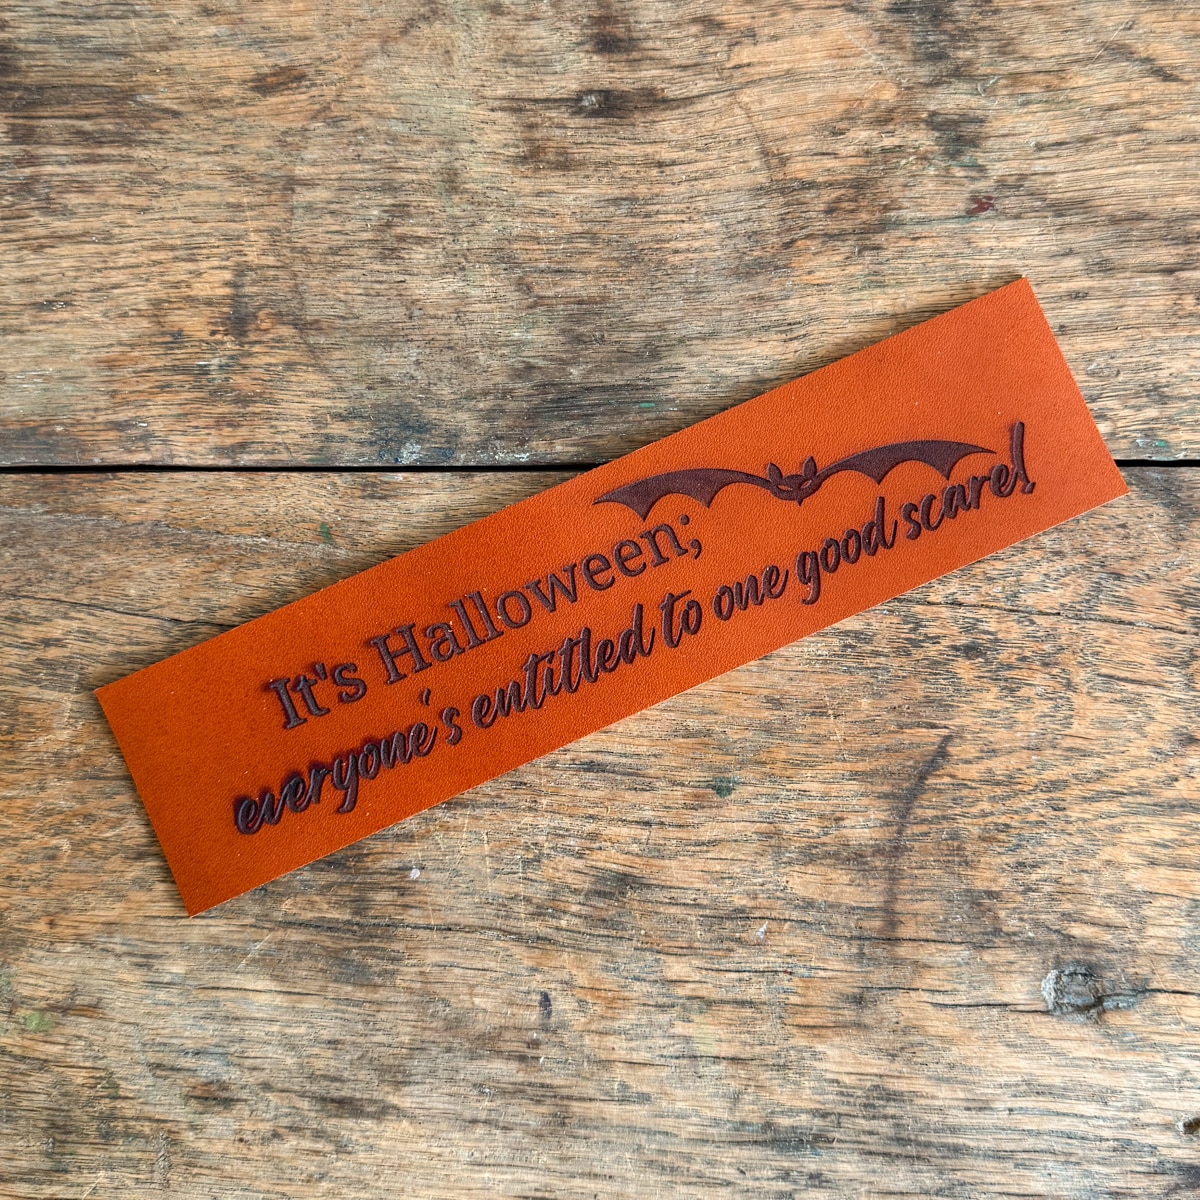 It's Halloween;
everyone's entitled to one good scare!